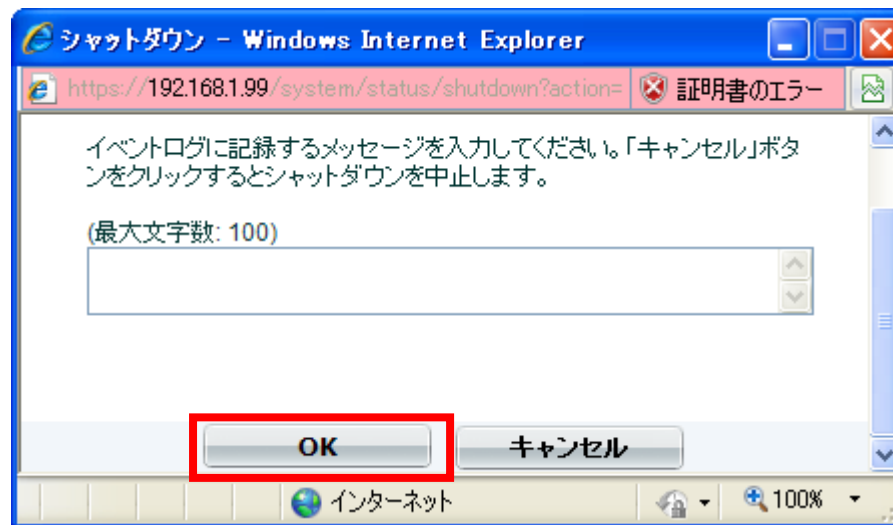 シャットダウン - Windows Internet Explorer
https://192.168.1.99/system/status/shutdown?action= 証明書のエラー
イベントログに記録するメッセージを入力してください。「キャンセル」ボタ
ンをクリックするとシャットダウンを中止します。
(最大文字数: 100)
OK キャンセル
インターネット 100%